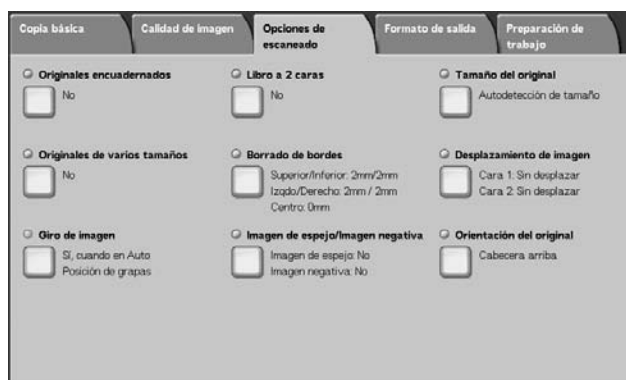 Copia básica
Calidad de imagen
Opciones de
escaneado
Formato de salida
Preparación de
trabajo
Originales encuadernados
No
Libro a 2 caras
No
Tamaño del original
Autodetección de tamaño
Originales de varios tamaños
No
Borrado de bordes
Superior/Inferior: 2mm/2mm
Izqdo/Derecho: 2mm / 2mm
Centro: 0mm
Desplazamiento de imagen
Cara 1: Sin desplazar
Cara 2: Sin desplazar
Giro de imagen
Sí, cuando en Auto
Posición de grapas
Imagen de espejo/Imagen negativa
Imagen de espejo: No
Imagen negativa: No
Orientación del original
Cabecera arriba